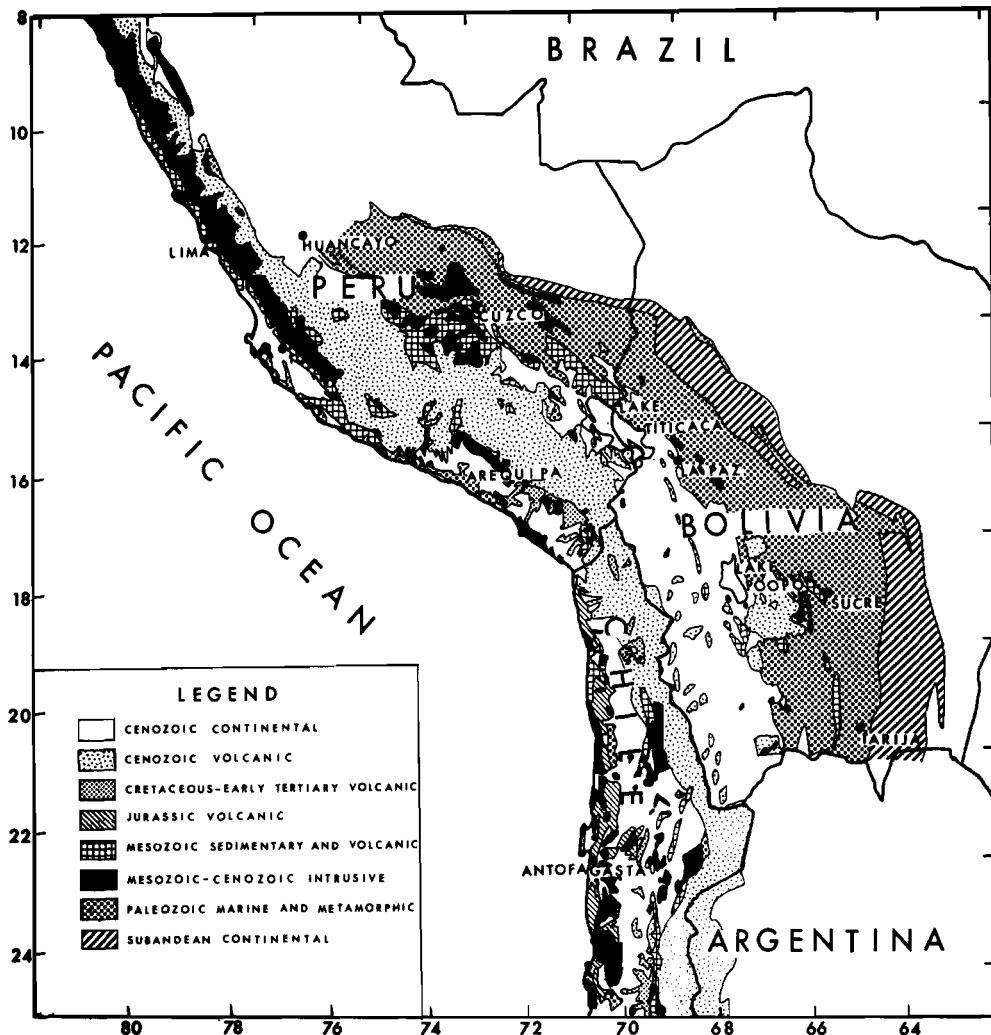 8
10
12
14
16
18
20
22
24
BRAZIL
HUANCAYO
LIMA
PERU
CUZCO
PACIFIC OCEAN
LAKE
TITICACA
LA PAZ
AREQUIPA
BOLIVIA
LAKE
POOPO
SUCRE
CHILE
TARIJA
ANTOFAGASTA
ARGENTINA
LEGEND
CENOZOIC CONTINENTAL
CENOZOIC VOLCANIC
CRETACEOUS-EARLY TERTIARY VOLCANIC
JURASSIC VOLCANIC
MESOZOIC SEDIMENTARY AND VOLCANIC
MESOZOIC-CENOZOIC INTRUSIVE
PALEOZOIC MARINE AND METAMORPHIC
SUBANDEAN CONTINENTAL
80 78 76 74 72 70 68 66 64